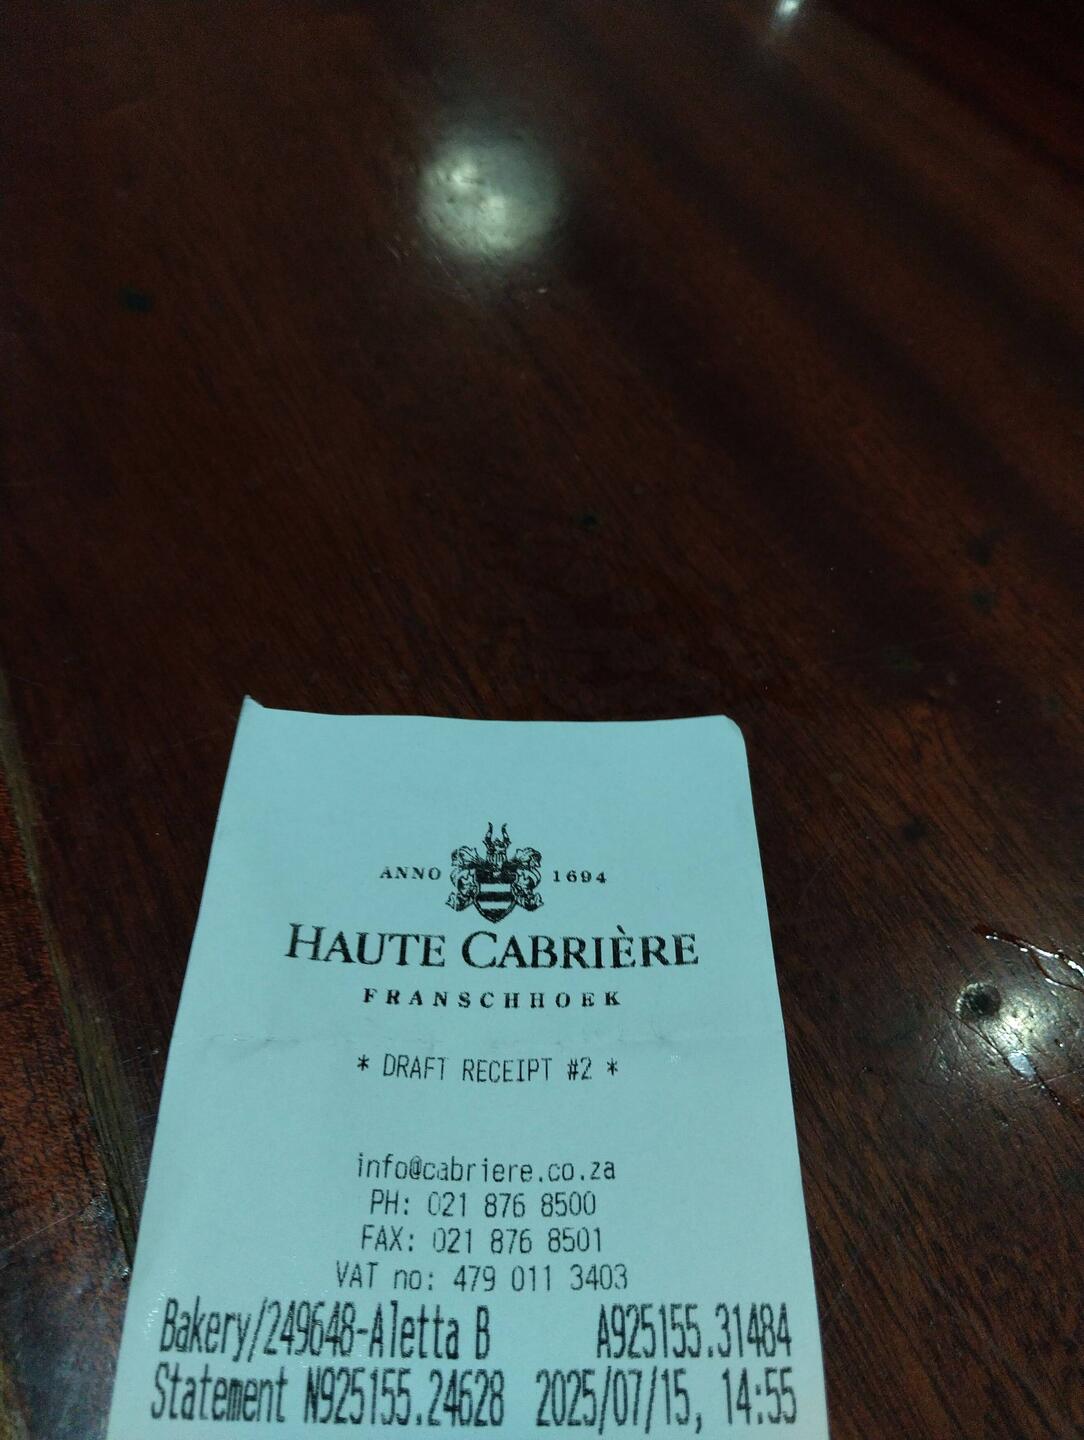 ANNO 1694
HAUTE CABRIÈRE
FRANSCHHOEK
* DRAFT RECEIPT #2 *
info@cabriere.co.za
PH: 021 876 8500
FAX: 021 876 8501
VAT no: 479 011 3403
Bakery/249648-Aletta B A925155.31484
Statement N925155.24628 2025/07/15, 14:55